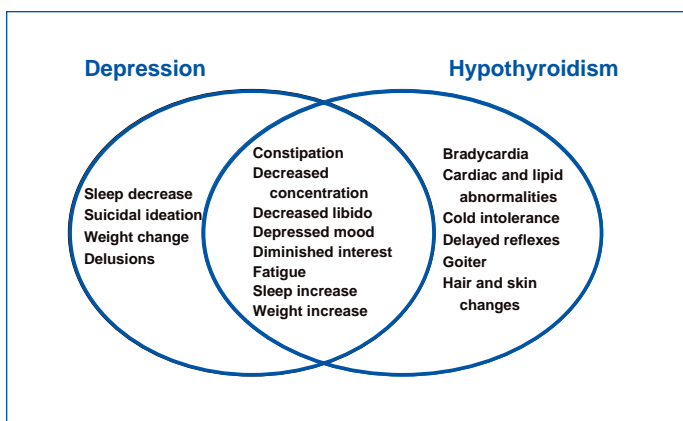 Depression
Hypothyroidism
Sleep decrease
Suicidal ideation
Weight change
Delusions
Constipation
Decreased
concentration
Decreased libido
Depressed mood
Diminished interest
Fatigue
Sleep increase
Weight increase
Bradycardia
Cardiac and lipid
abnormalities
Cold intolerance
Delayed reflexes
Goiter
Hair and skin
changes